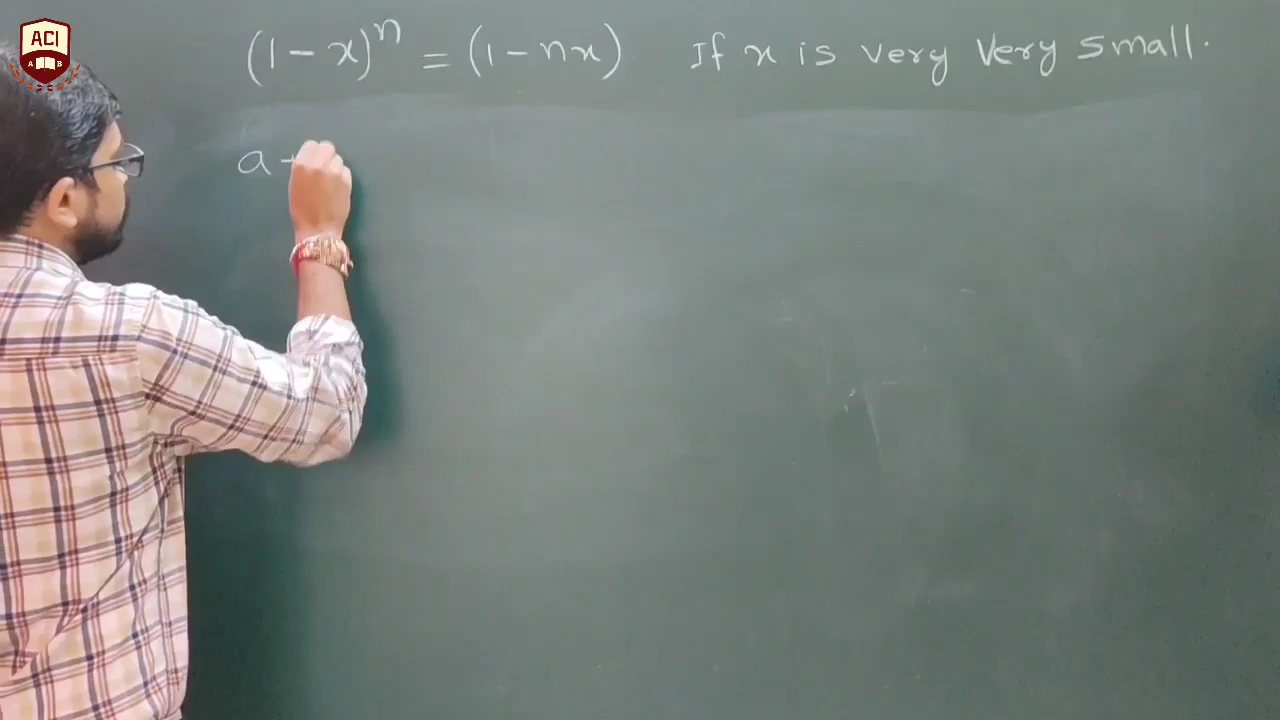 ACI
A B
(1 - x)^n = (1 - nx) If x is very very small.
a